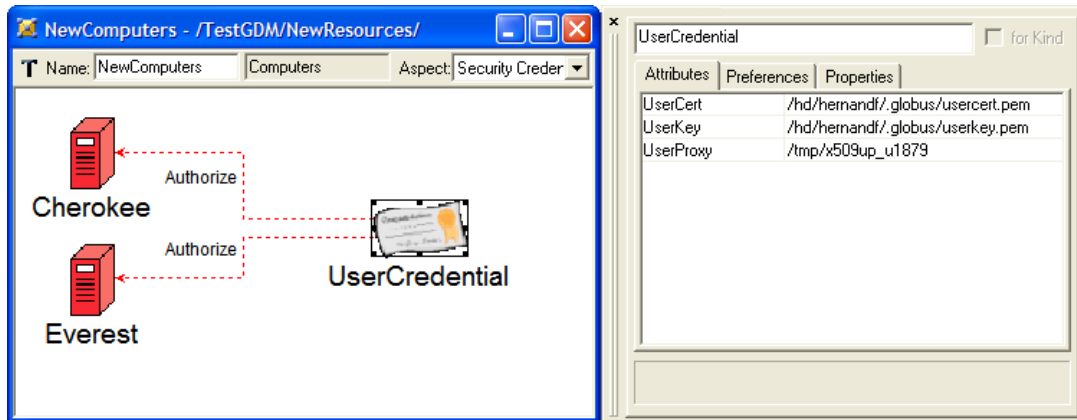 NewComputers - /TestGDM/NewResources/
Name: NewComputers Computers Aspect: Security Creder
Authorize
Cherokee
Authorize
UserCredential
Everest
UserCredential for Kind
Attributes Preferences Properties
UserCert /hd/hernandf/.globus/usercert.pem
UserKey /hd/hernandf/.globus/userkey.pem
UserProxy /tmp/x509up_u1879